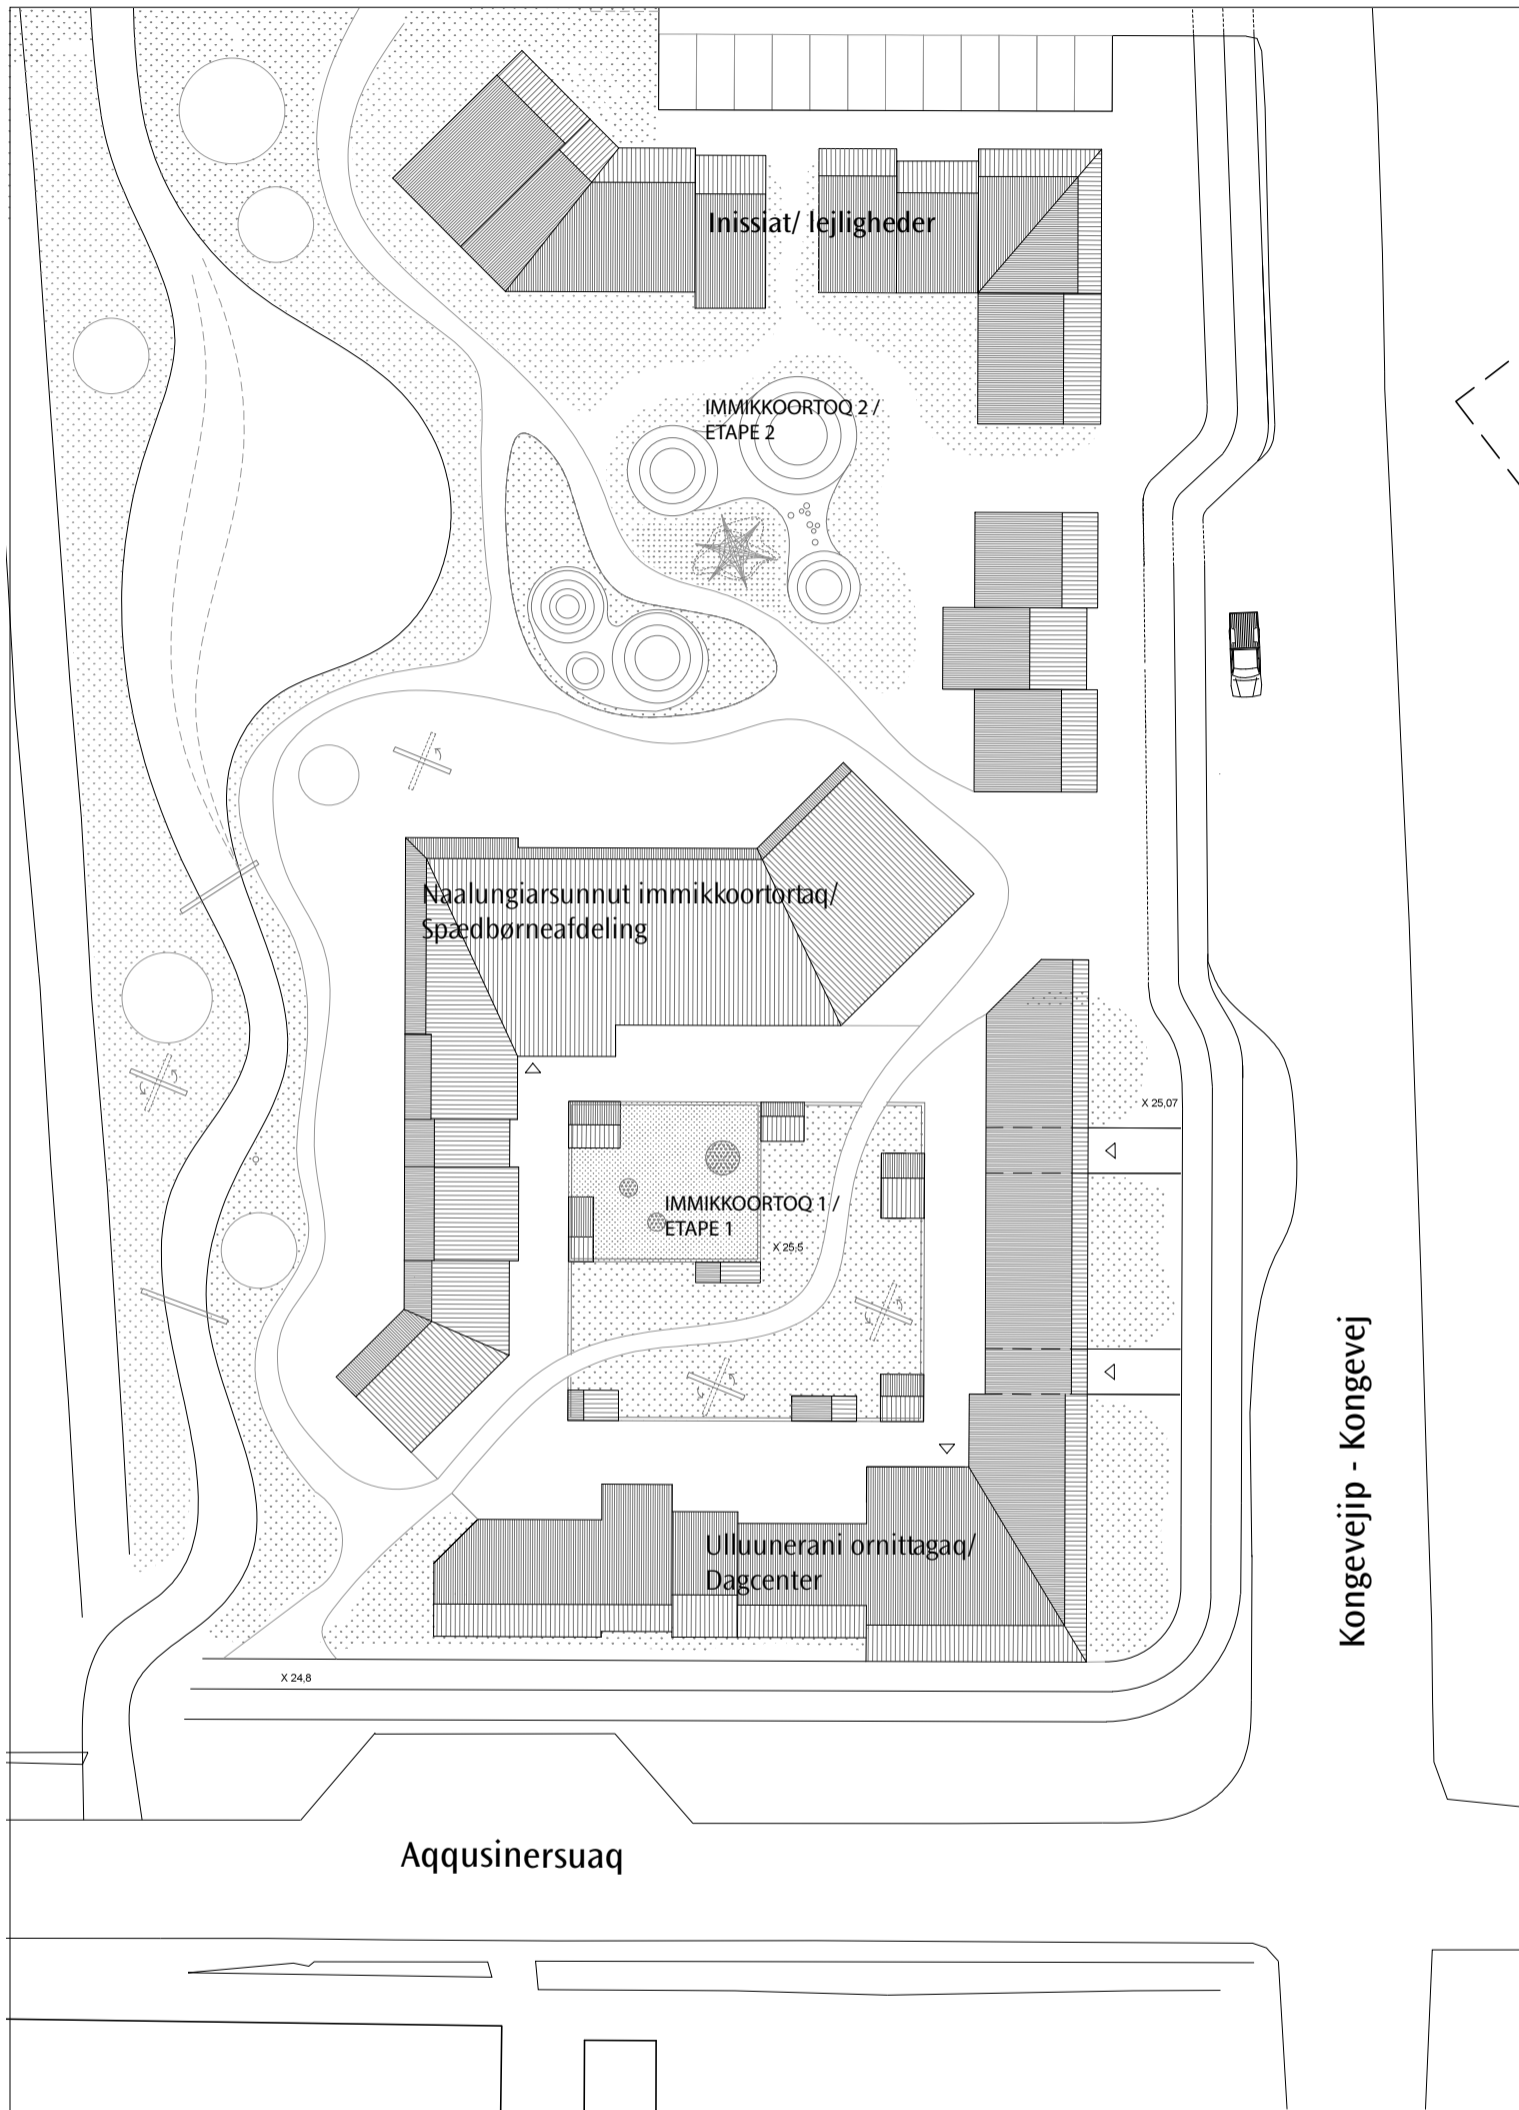 Inissiat/ lejligheder
IMMIKKOORTOQ 2 /
ETAPE 2
Naalungiarsunnut immikkoortortaq/
Spædbørneafdeling
X 25,07
IMMIKKOORTOQ 1 /
ETAPE 1
X 25,5
Kongevejip - Kongevej
Ulluunerani ornittagaq/
Dagcenter
X 24,8
Aqqusinersuaq